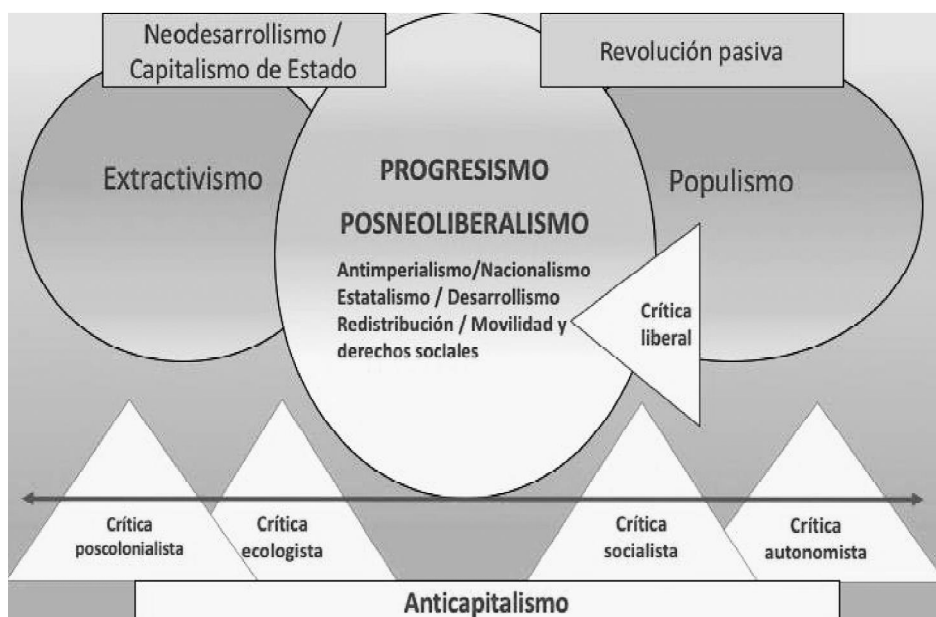 Neodesarrollismo /
Capitalismo de Estado
Revolución pasiva
Extractivismo
PROGRESISMO
POSNEOLIBERALISMO
Antimperialismo/Nacionalismo
Estatalismo / Desarrollismo
Redistribución / Movilidad y
derechos sociales
Populismo
Crítica
liberal
Crítica
poscolonialista
Crítica
ecologista
Crítica
socialista
Crítica
autonomista
Anticapitalismo